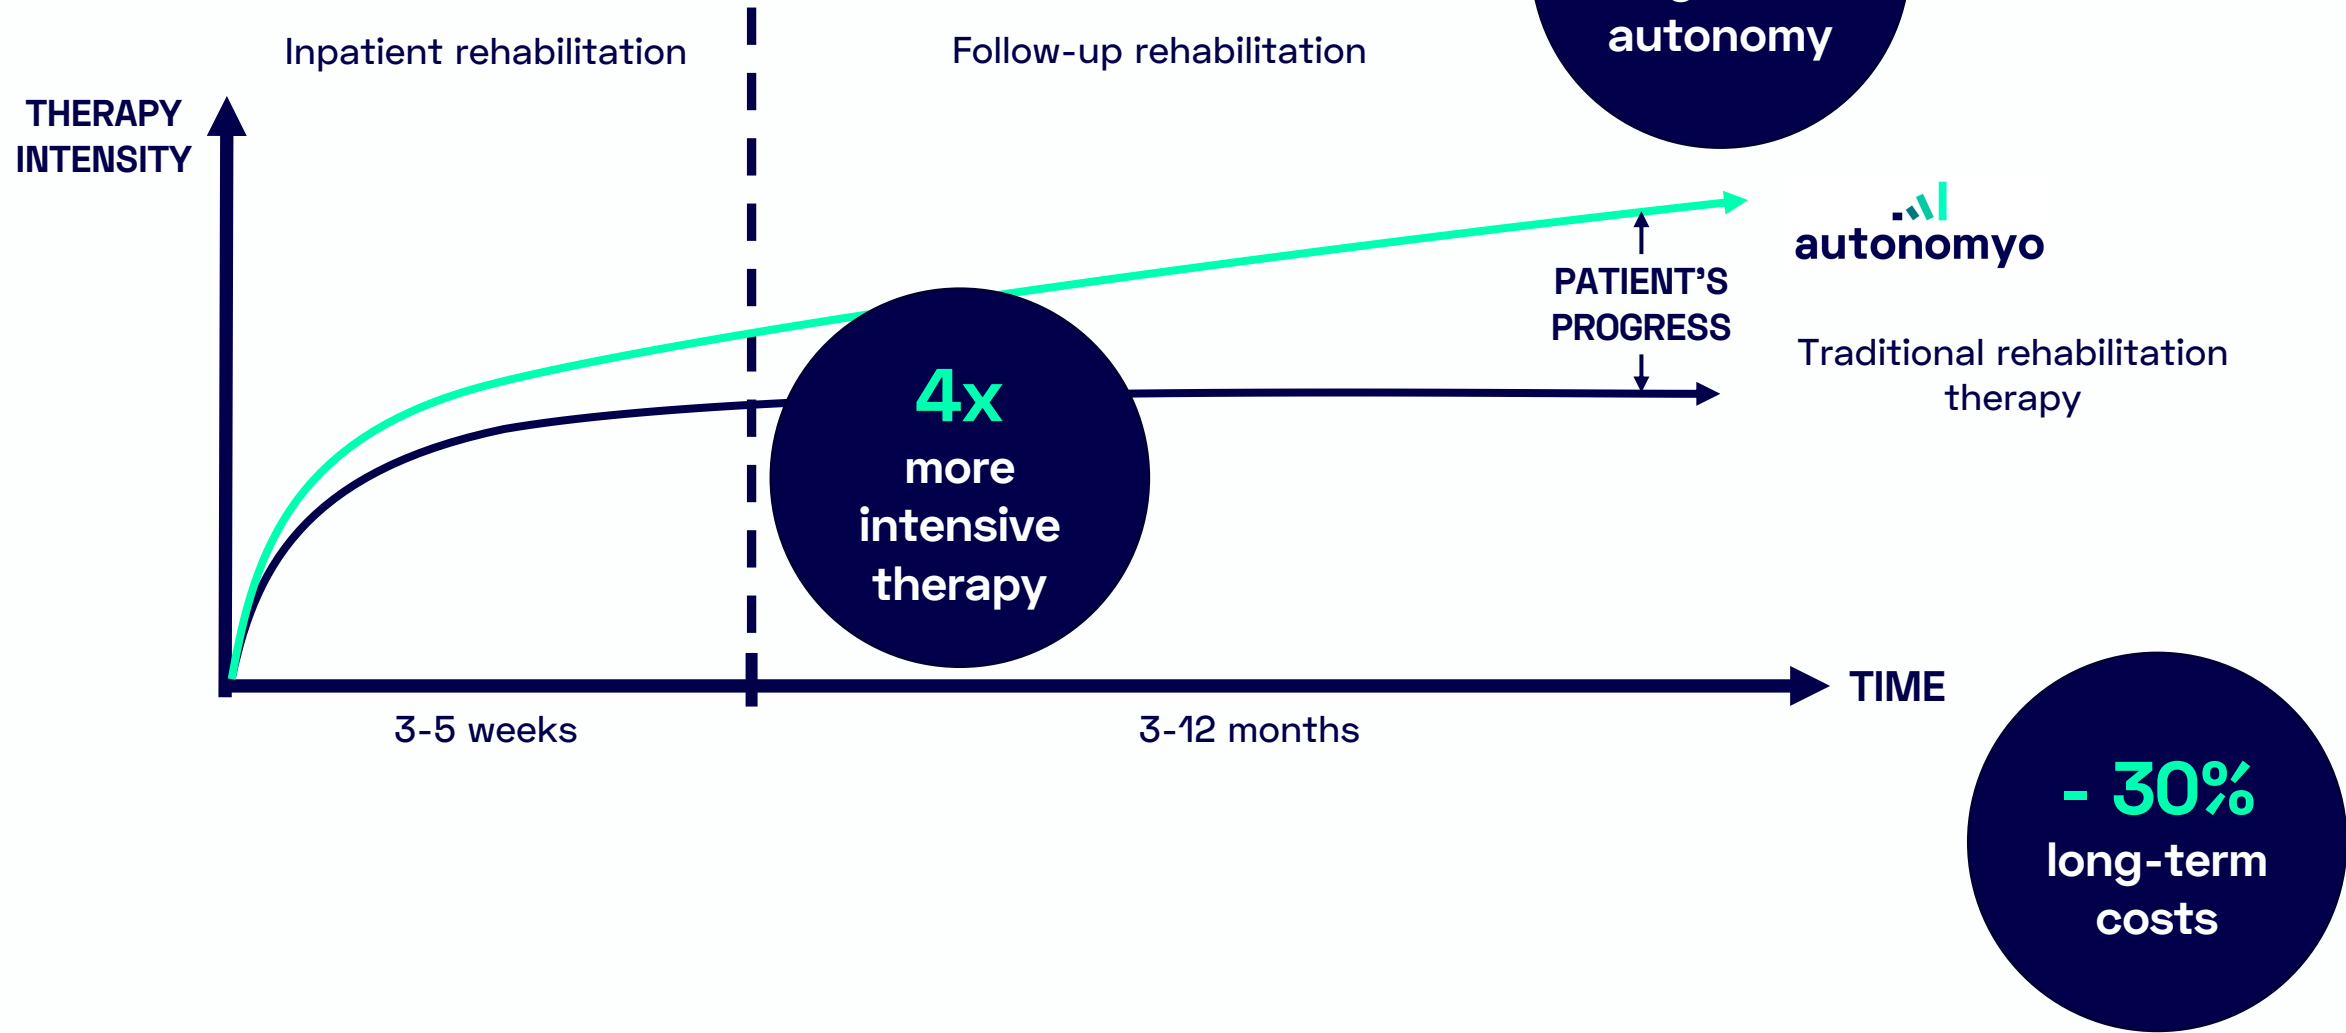 autonomy
Inpatient rehabilitation
Follow-up rehabilitation
THERAPY
INTENSITY
autonomyo
PATIENT'S
PROGRESS
Traditional rehabilitation
therapy
4x
more
intensive
therapy
TIME
3-5 weeks
3-12 months
- 30%
long-term
costs